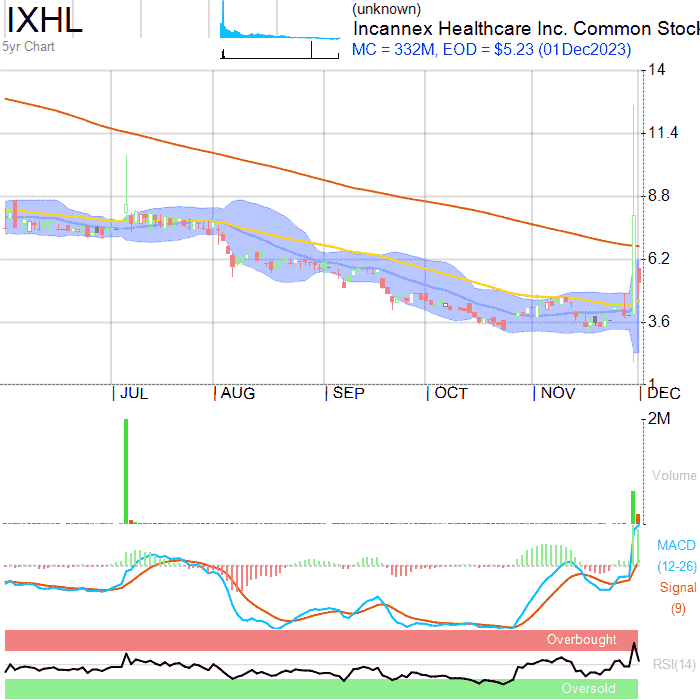 IXHL
5yr Chart
(unknown)
Incannex Healthcare Inc. Common Stock
MC = 332M, EOD = $5.23 (01Dec2023)
14
11.4
8.8
6.2
3.6
1
JUL AUG SEP OCT NOV DEC
2M
Volume
MACD
(12-26)
Signal
(9)
Overbought
RSI(14)
Oversold